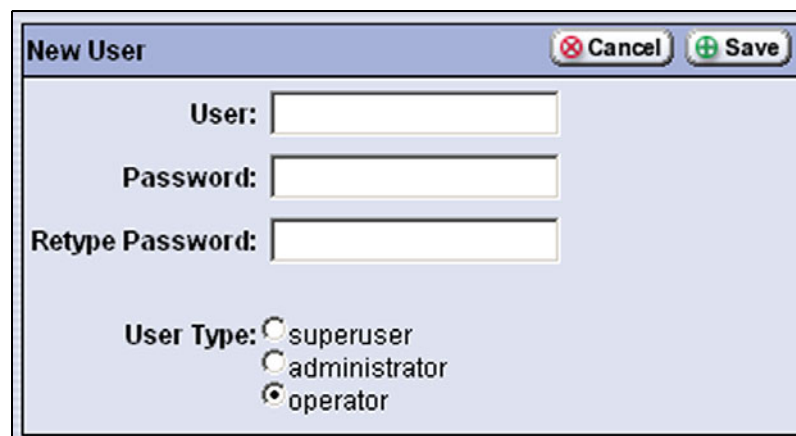 New User Cancel Save
User:
Password:
Retype Password:
User Type: superuser
administrator
operator